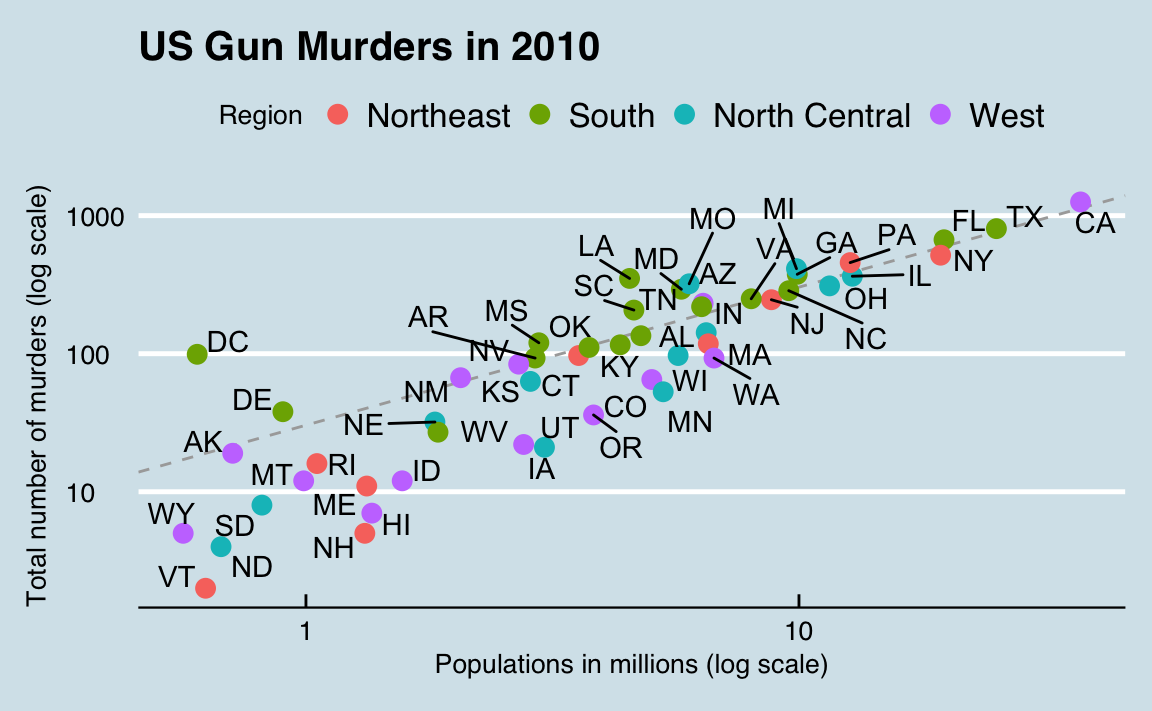 US Gun Murders in 2010
Region Northeast South North Central West
Total number of murders (log scale)
1000
100
10
MO
MI
FL
TX
CA
LA
MD
VA
GA
PA
NY
SC
TN
AZ
IL
OH
AR
MS
OK
IN
NJ
NC
DC
NV
AL
MA
KY
WA
DE
NM
KS
CT
WI
CO
NE
WV
UT
MN
OR
AK
MT
RI
ID
IA
WY
SD
ME
HI
NH
ND
VT
1
10
Populations in millions (log scale)